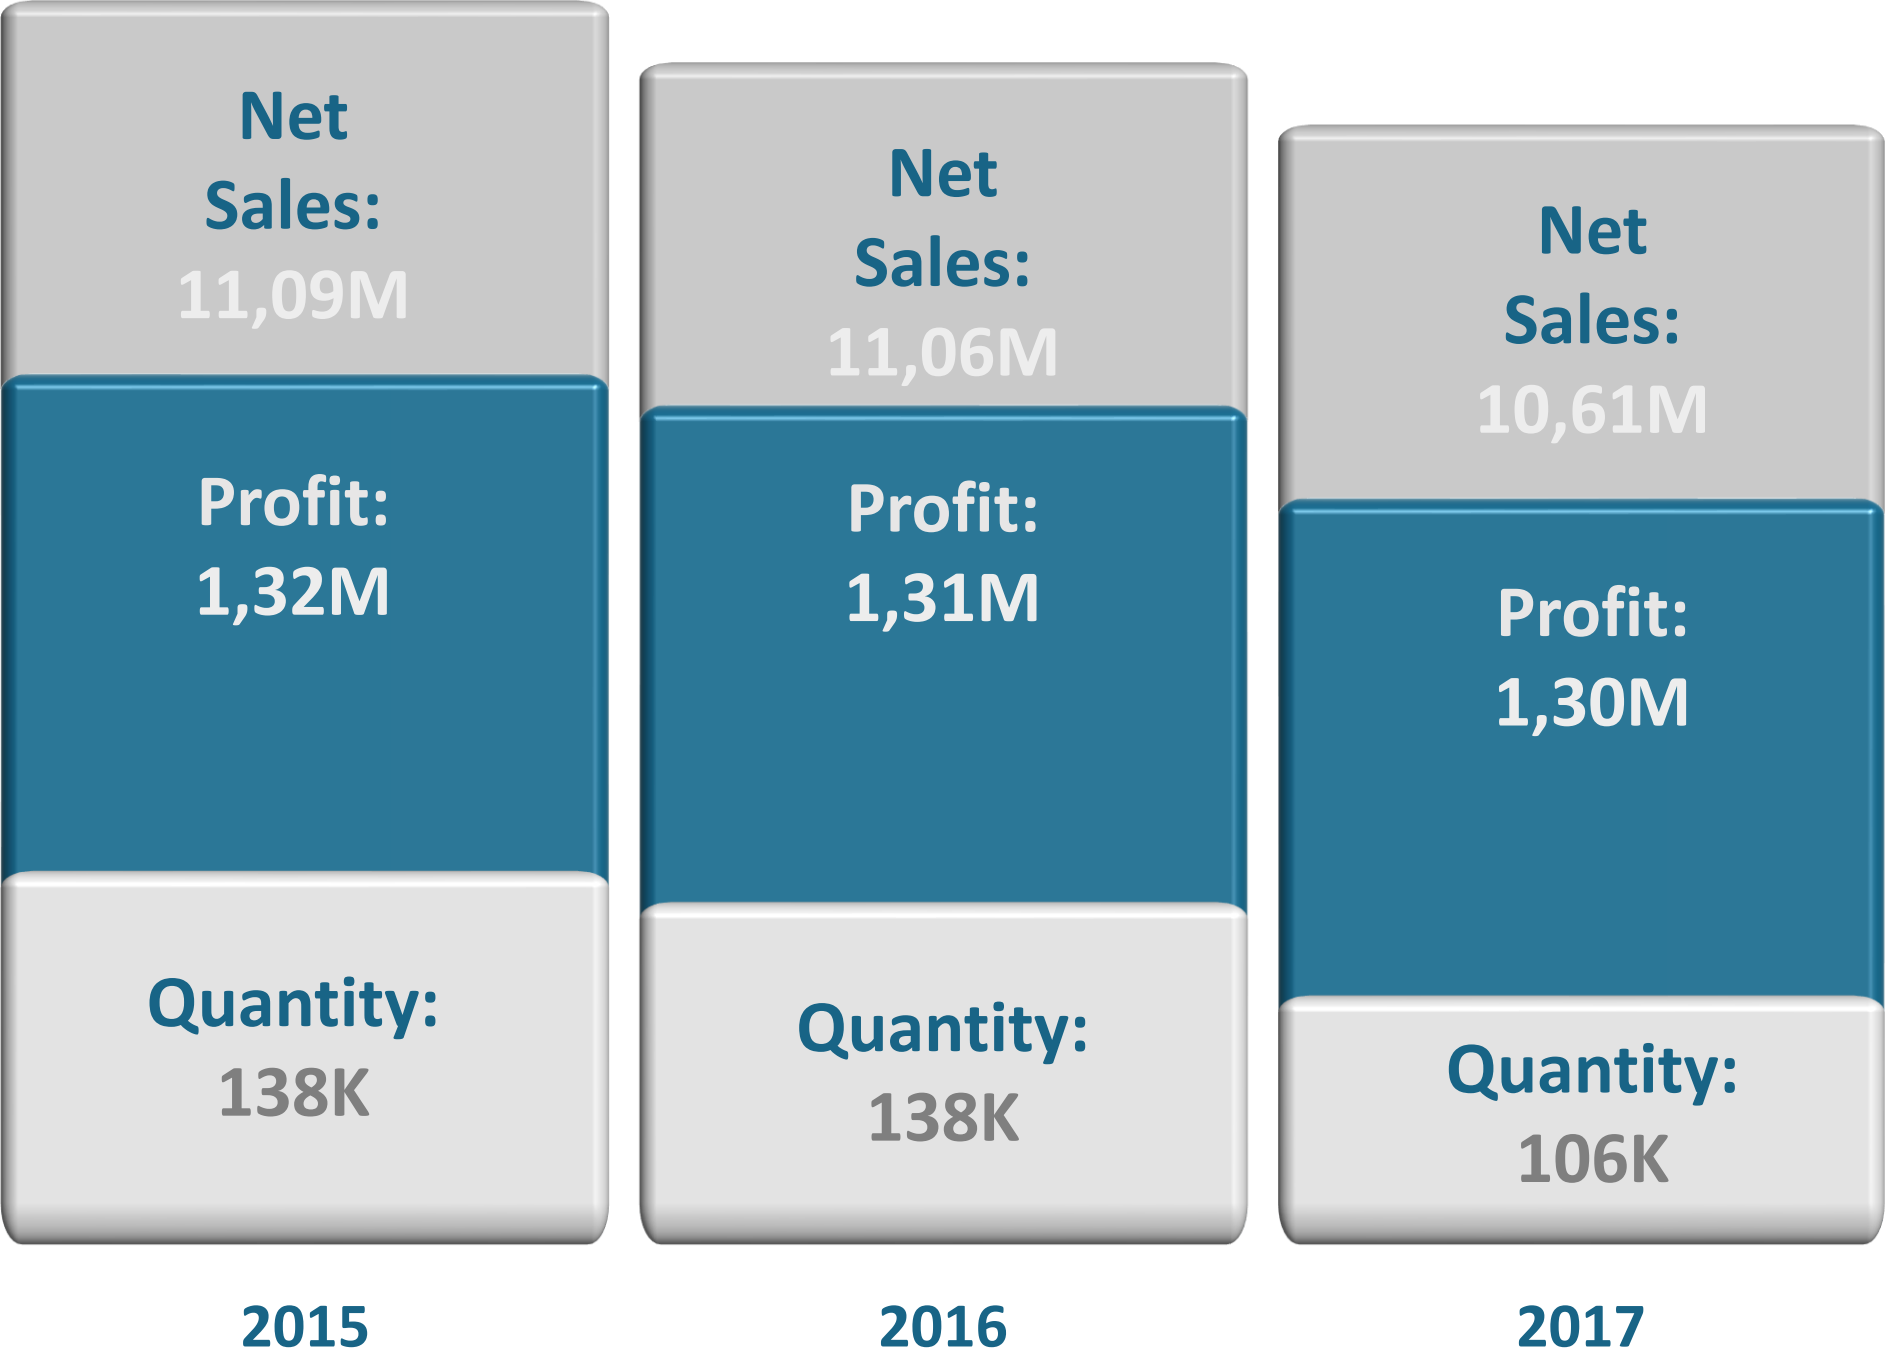 Net
Sales:
11,09M
Profit:
1,32M
Quantity:
138K
2015
Net
Sales:
11,06M
Profit:
1,31M
Quantity:
138K
2016
Net
Sales:
10,61M
Profit:
1,30M
Quantity:
106K
2017